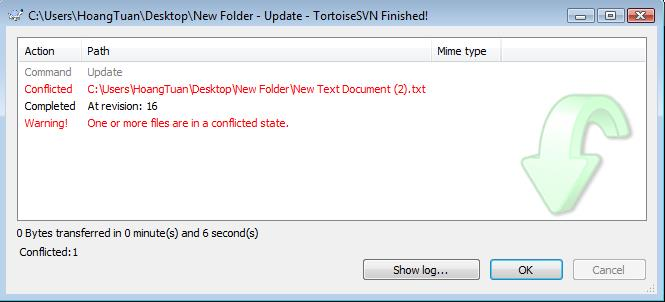 C:\Users\HoangTuan\Desktop\New Folder - Update - TortoiseSVN Finished!
Action Path Mime type
Command Update
Conflicted C:\Users\HoangTuan\Desktop\New Folder\New Text Document (2).txt
Completed At revision: 16
Warning! One or more files are in a conflicted state.
0 Bytes transferred in 0 minute(s) and 6 second(s)
Conflicted:1
Show log... OK Cancel